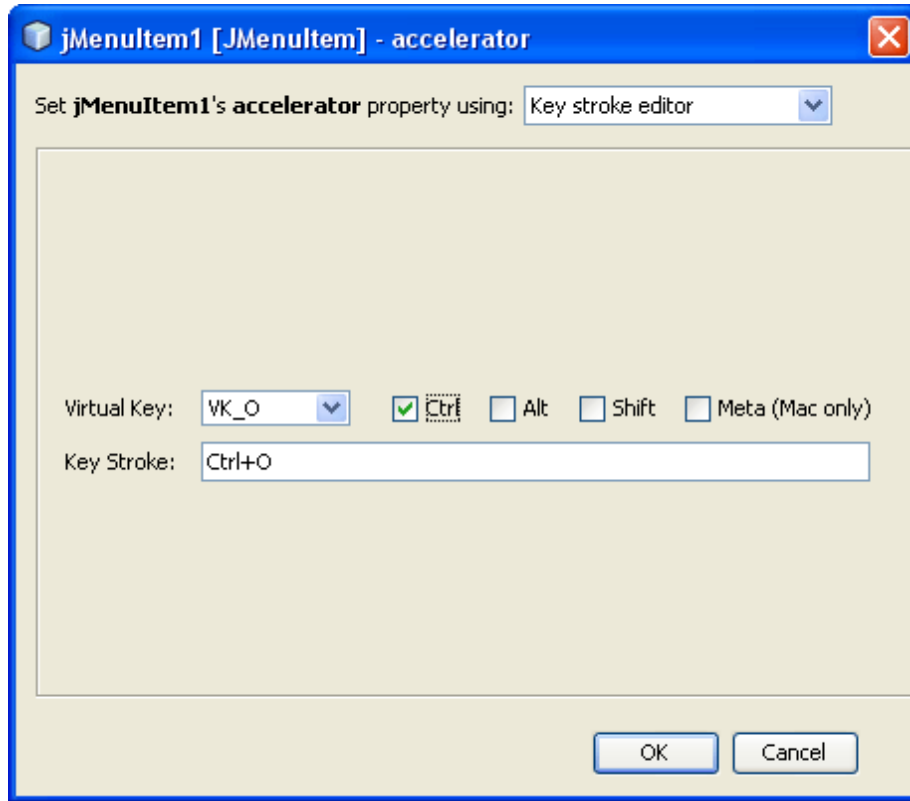 jMenuItem1 [JMenuItem] - accelerator
Set jMenuItem1's accelerator property using: Key stroke editor
Virtual Key: VK_O Ctrl Alt Shift Meta (Mac only)
Key Stroke: Ctrl+O
OK Cancel